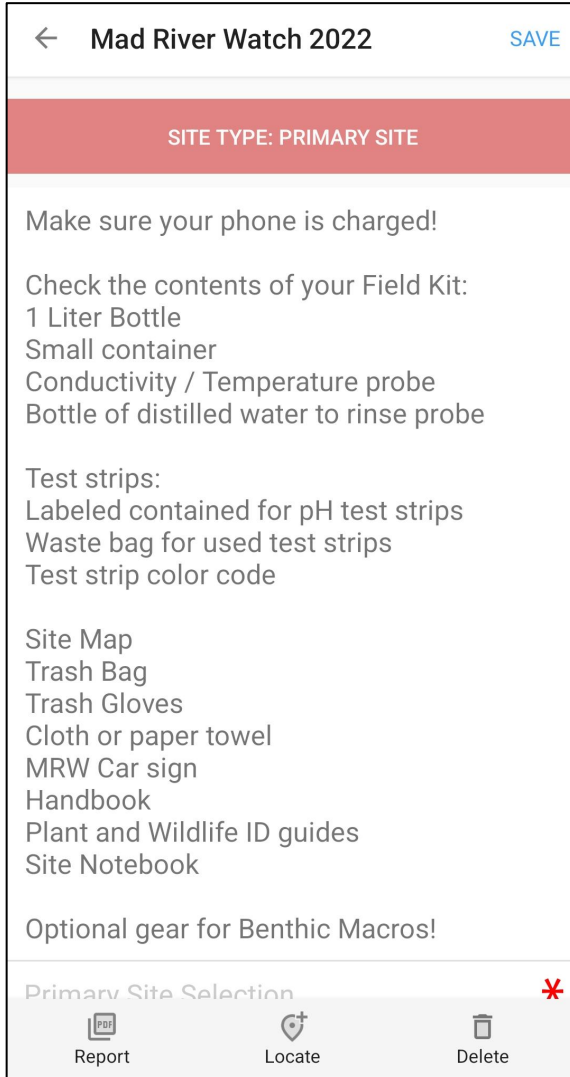 Mad River Watch 2022 SAVE
SITE TYPE: PRIMARY SITE
Make sure your phone is charged!
Check the contents of your Field Kit:
1 Liter Bottle
Small container
Conductivity / Temperature probe
Bottle of distilled water to rinse probe
Test strips:
Labeled contained for pH test strips
Waste bag for used test strips
Test strip color code
Site Map
Trash Bag
Trash Gloves
Cloth or paper towel
MRW Car sign
Handbook
Plant and Wildlife ID guides
Site Notebook
Optional gear for Benthic Macros!
Primary Site Selection *
PDF
Report Locate Delete